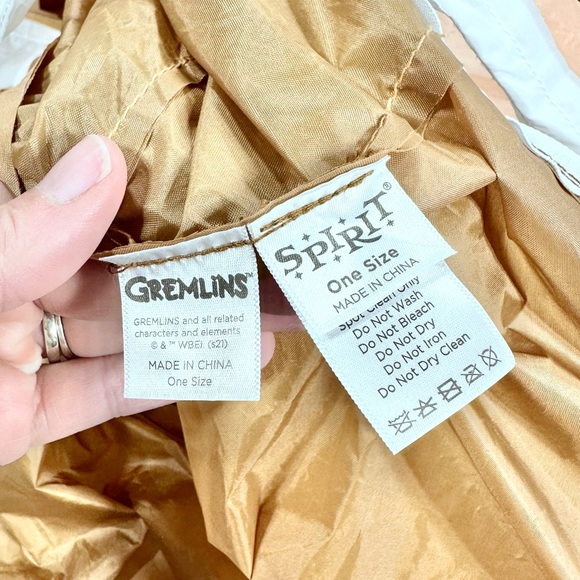 GREMLINS™
GREMLINS and all related
characters and elements
© & ™ WBEI. (s21)
MADE IN CHINA
One Size
SPIRIT®
One Size
MADE IN CHINA
Spot Clean Only
Do Not Wash
Do Not Bleach
Do Not Dry
Do Not Iron
Do Not Dry Clean